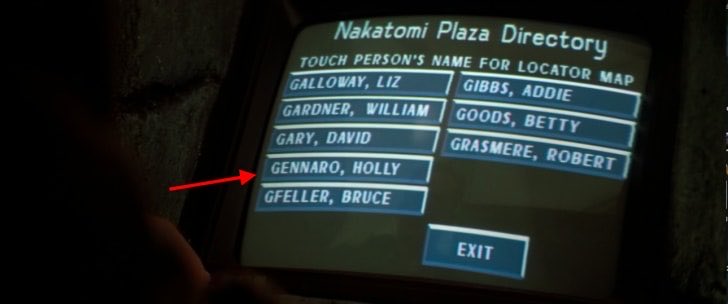 Nakatomi Plaza Directory
TOUCH PERSON'S NAME FOR LOCATOR MAP
GALLOWAY, LIZ
GARDNER, WILLIAM
GARY, DAVID
GENNARO, HOLLY
GFELLER, BRUCE
GIBBS, ADDIE
GOODS, BETTY
GRASMERE, ROBERT
EXIT